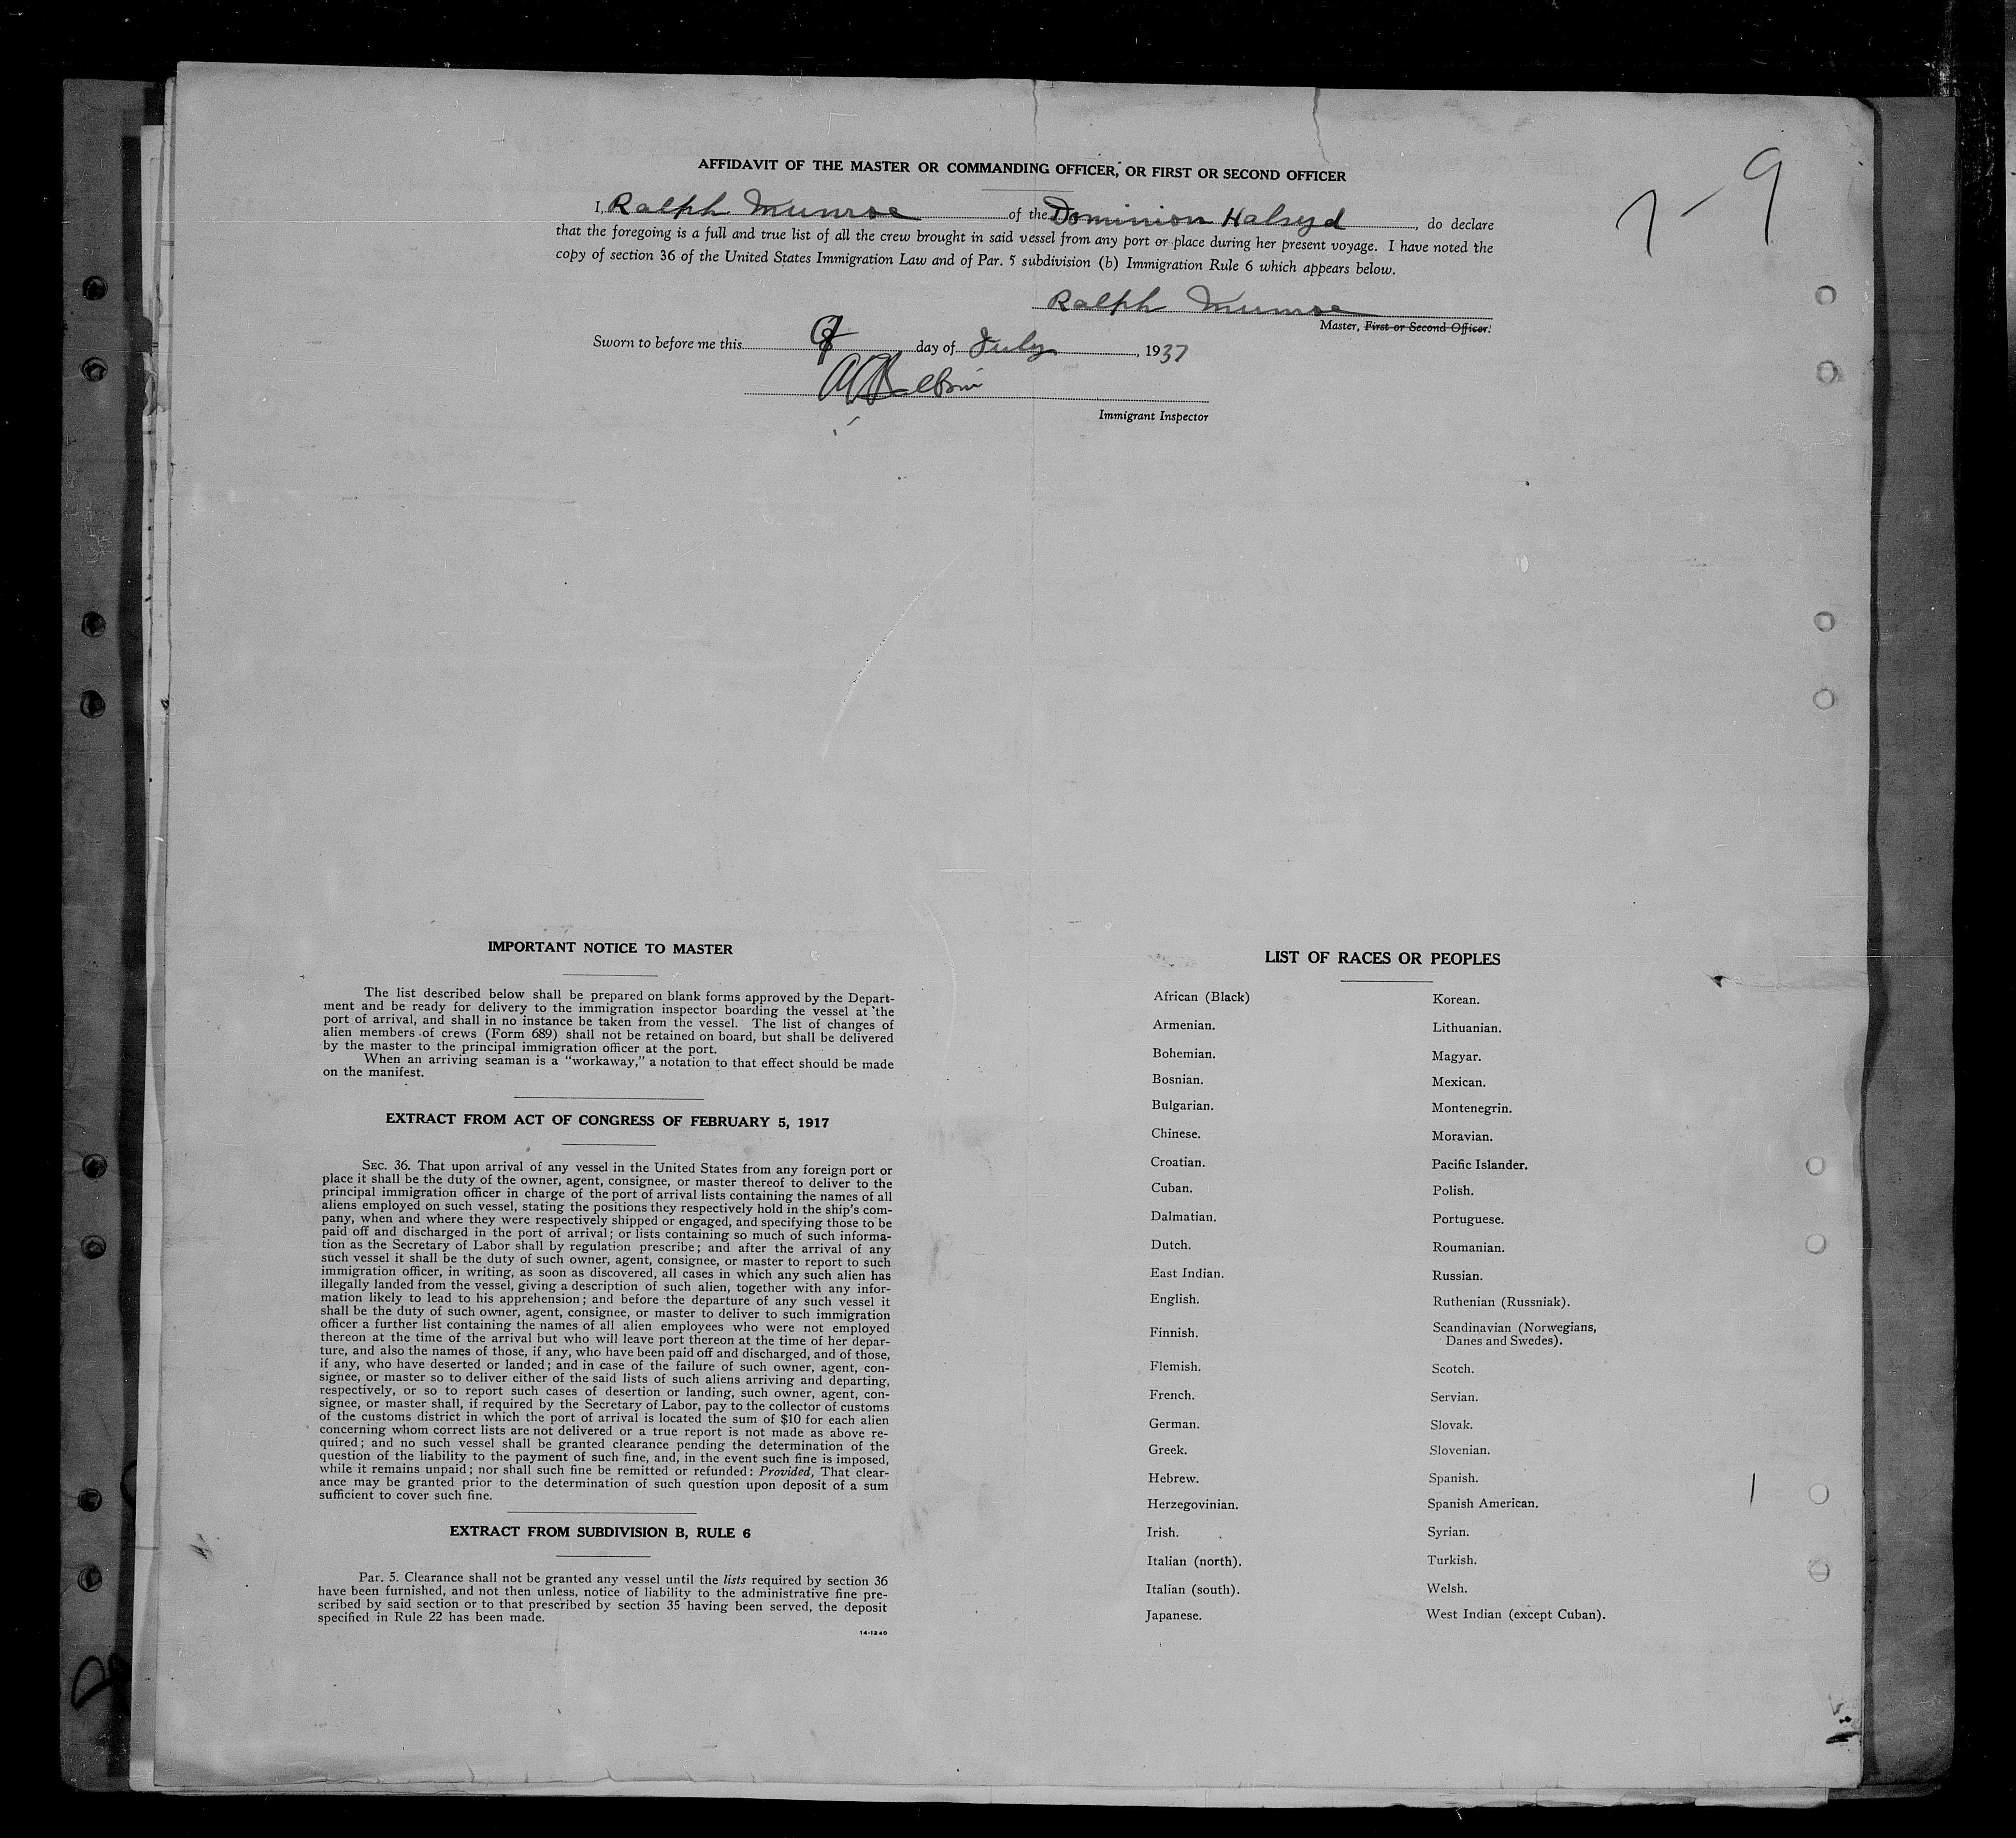 AFFIDAVIT OF THE MASTER OR COMMANDING OFFICER, OR FIRST OR SECOND OFFICER
7-9
I, Ralph Munroe of the Dominion Halsyd, do declare
that the foregoing is a full and true list of all the crew brought in said vessel from any port or place during her present voyage. I have noted the
copy of section 36 of the United States Immigration Law and of Par. 5 subdivision (b) Immigration Rule 6 which appears below.
Ralph Munroe
Master, First or Second Officer.
Sworn to before me this 9 day of July, 1937
Immigrant Inspector
IMPORTANT NOTICE TO MASTER
The list described below shall be prepared on blank forms approved by the Depart-
ment and be ready for delivery to the immigration inspector boarding the vessel at the
port of arrival, and shall in no instance be taken from the vessel. The list of changes of
alien members of crews (Form 689) shall not be retained on board, but shall be delivered
by the master to the principal immigration officer at the port.
When an arriving seaman is a "workaway," a notation to that effect should be made
on the manifest.
EXTRACT FROM ACT OF CONGRESS OF FEBRUARY 5, 1917
SEC. 36. That upon arrival of any vessel in the United States from any foreign port or
place it shall be the duty of the owner, agent, consignee, or master thereof to deliver to the
principal immigration officer in charge of the port of arrival lists containing the names of all
aliens employed on such vessel, stating the positions they respectively hold in the ship's com-
pany, when and where they were respectively shipped or engaged, and specifying those to be
paid off and discharged in the port of arrival; or lists containing so much of such informa-
tion as the Secretary of Labor shall by regulation prescribe; and after the arrival of any
such vessel it shall be the duty of such owner, agent, consignee, or master to report to such
immigration officer, in writing, as soon as discovered, all cases in which any such alien has
illegally landed from the vessel, giving a description of such alien, together with any infor-
mation likely to lead to his apprehension; and before the departure of any such vessel it
shall be the duty of such owner, agent, consignee, or master to deliver to such immigration
officer a further list containing the names of all alien employees who were not employed
thereon at the time of the arrival but who will leave port thereon at the time of her depar-
ture, and also the names of those, if any, who have been paid off and discharged, and of those,
if any, who have deserted or landed; and in case of the failure of such owner, agent, con-
signee, or master so to deliver either of the said lists of such aliens arriving and departing,
respectively, or so to report such cases of desertion or landing, such owner, agent, con-
signee, or master shall, if required by the Secretary of Labor, pay to the collector of customs
of the customs district in which the port of arrival is located the sum of $10 for each alien
concerning whom correct lists are not delivered or a true report is not made as above re-
quired; and no such vessel shall be granted clearance pending the determination of the
question of the liability to the payment of such fine, and, in the event such fine is imposed,
while it remains unpaid; nor shall such fine be remitted or refunded: Provided, That clear-
ance may be granted prior to the determination of such question upon deposit of a sum
sufficient to cover such fine.
EXTRACT FROM SUBDIVISION B, RULE 6
Par. 5. Clearance shall not be granted any vessel until the lists required by section 36
have been furnished, and not then unless, notice of liability to the administrative fine pre-
scribed by said section or to that prescribed by section 35 having been served, the deposit
specified in Rule 22 has been made.
14-1240
LIST OF RACES OR PEOPLES
African (Black)
Armenian.
Bohemian.
Bosnian.
Bulgarian.
Chinese.
Croatian.
Cuban.
Dalmatian.
Dutch.
East Indian.
English.
Finnish.
Flemish.
French.
German.
Greek.
Hebrew.
Herzegovinian.
Irish.
Italian (north).
Italian (south).
Japanese.
Korean.
Lithuanian.
Magyar.
Mexican.
Montenegrin.
Moravian.
Pacific Islander.
Polish.
Portuguese.
Roumanian.
Russian.
Ruthenian (Russniak).
Scandinavian (Norwegians,
Danes and Swedes).
Scotch.
Servian.
Slovak.
Slovenian.
Spanish.
Spanish American.
Syrian.
Turkish.
Welsh.
West Indian (except Cuban).